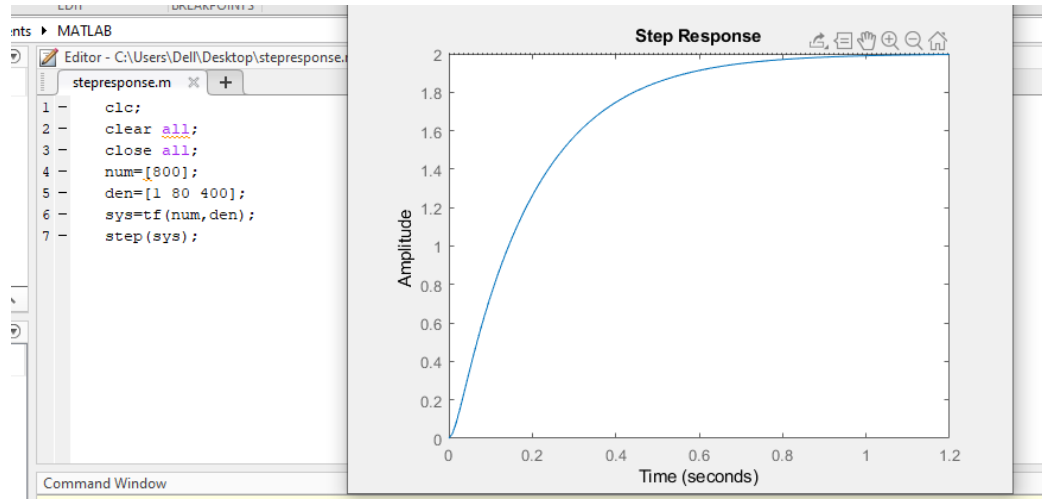 EDIT
BREAKPOINTS
nts MATLAB
Editor - C:\Users\Dell\Desktop\stepresponse.
stepresponse.m +
1 - clc;
2 - clear all;
3 - close all;
4 - num=[800];
5 - den=[1 80 400];
6 - sys=tf(num,den);
7 - step(sys);
Command Window
Step Response
2
1.8
1.6
1.4
1.2
1
0.8
0.6
0.4
0.2
0
Amplitude
0 0.2 0.4 0.6 0.8 1 1.2
Time (seconds)